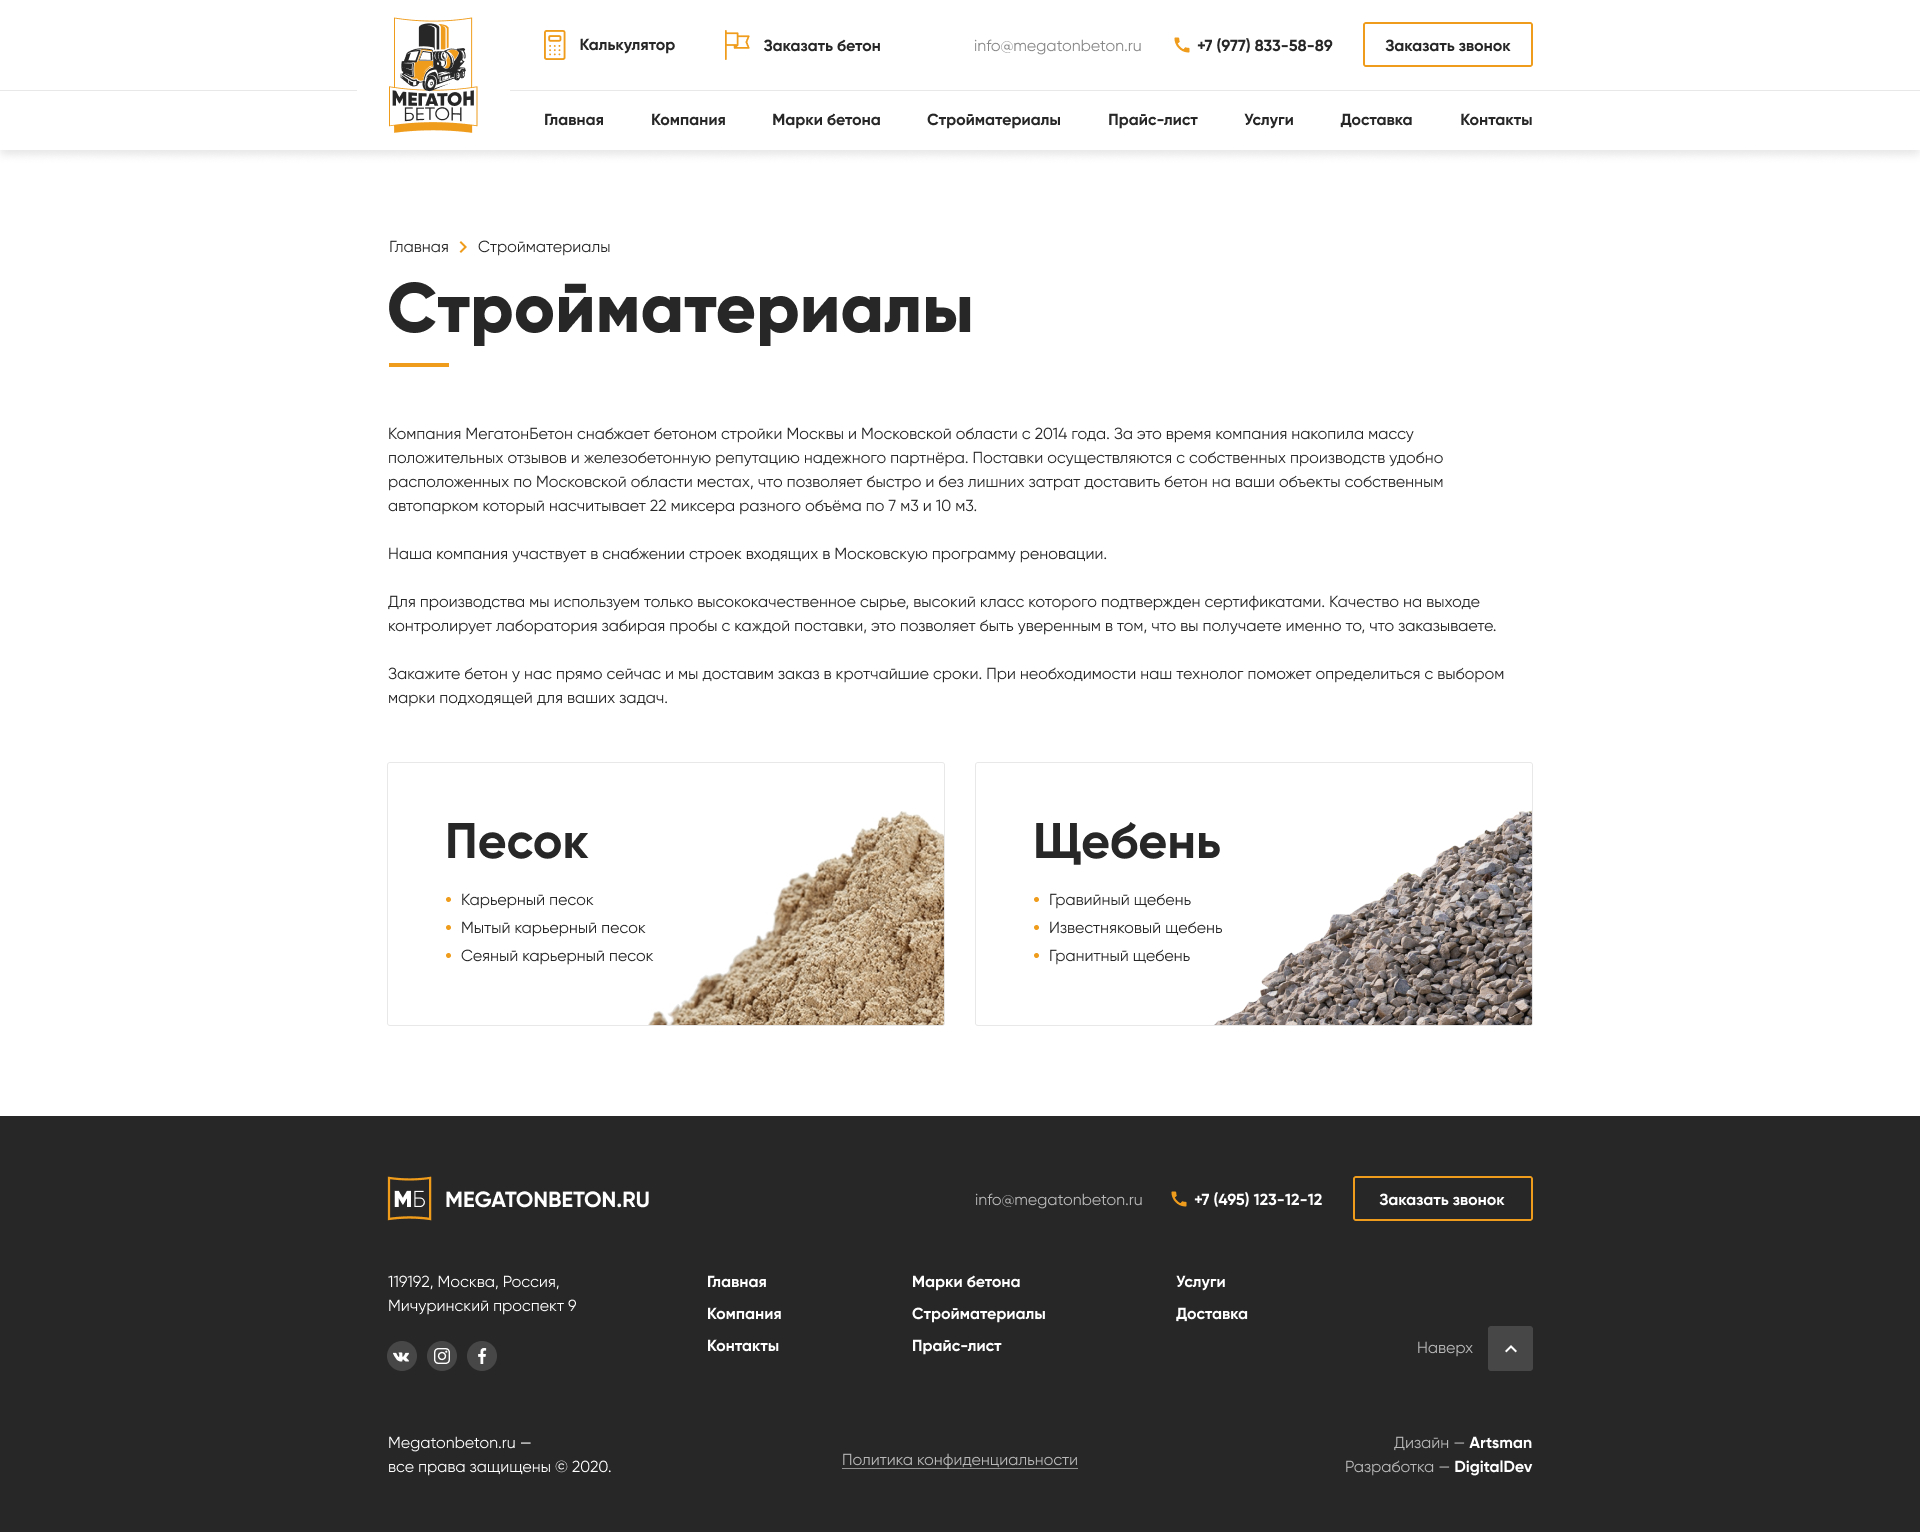 МЕГАТОН
БЕТОН
Калькулятор
Заказать бетон
info@megatonbeton.ru
+7 (977) 833-58-89
Заказать звонок
Главная
Компания
Марки бетона
Стройматериалы
Прайс-лист
Услуги
Доставка
Контакты
Главная
Стройматериалы
Стройматериалы
Компания МегатонБетон снабжает бетоном стройки Москвы и Московской области с 2014 года. За это время компания накопила массу
положительных отзывов и железобетонную репутацию надежного партнёра. Поставки осуществляются с собственных производств удобно
расположенных по Московской области местах, что позволяет быстро и без лишних затрат доставить бетон на ваши объекты собственным
автопарком который насчитывает 22 миксера разного объёма по 7 м3 и 10 м3.
Наша компания участвует в снабжении строек входящих в Московскую программу реновации.
Для производства мы используем только высококачественное сырье, высокий класс которого подтвержден сертификатами. Качество на выходе
контролирует лаборатория забирая пробы с каждой поставки, это позволяет быть уверенным в том, что вы получаете именно то, что заказываете.
Закажите бетон у нас прямо сейчас и мы доставим заказ в кротчайшие сроки. При необходимости наш технолог поможет определиться с выбором
марки подходящей для ваших задач.
Песок
Карьерный песок
Мытый карьерный песок
Сеяный карьерный песок
Щебень
Гравийный щебень
Известняковый щебень
Гранитный щебень
МБ
MEGATONBETON.RU
info@megatonbeton.ru
+7 (495) 123-12-12
Заказать звонок
119192, Москва, Россия,
Мичуринский проспект 9
Главная
Компания
Контакты
Марки бетона
Стройматериалы
Прайс-лист
Услуги
Доставка
Наверх
Megatonbeton.ru —
все права защищены © 2020.
Политика конфиденциальности
Дизайн — Artsman
Разработка — DigitalDev